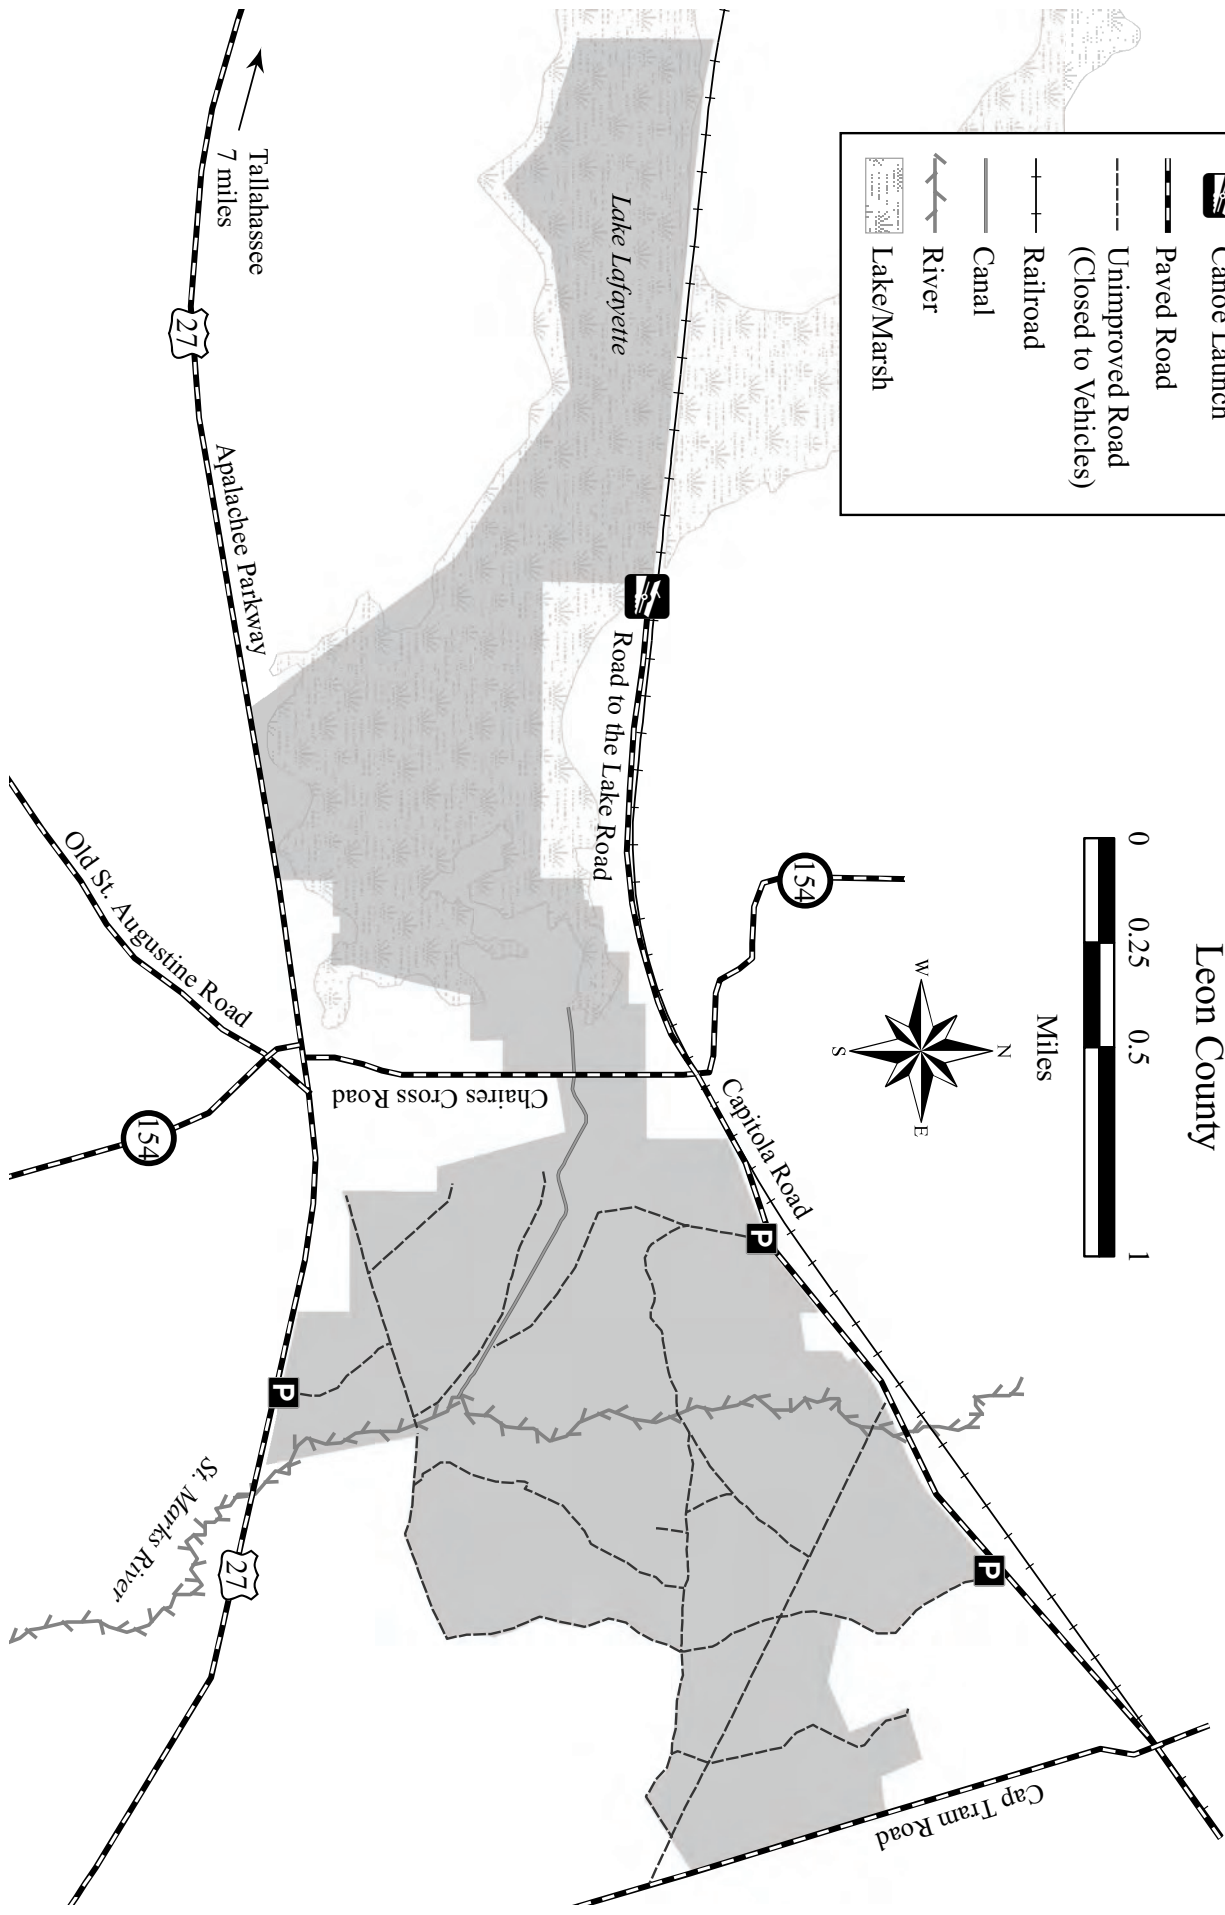 Leon County
0 0.25 0.5 1
Miles
Canoe Launch
Paved Road
Unimproved Road
(Closed to Vehicles)
Railroad
Canal
River
Lake/Marsh
N
W
E
S
154
Capitola Road
P
P
Road to the Lake Road
Lake Lafayette
Chaires Cross Road
Cap Tram Road
Tallahassee
7 miles
27
Apalachee Parkway
Old St. Augustine Road
154
P
St. Marks River
27